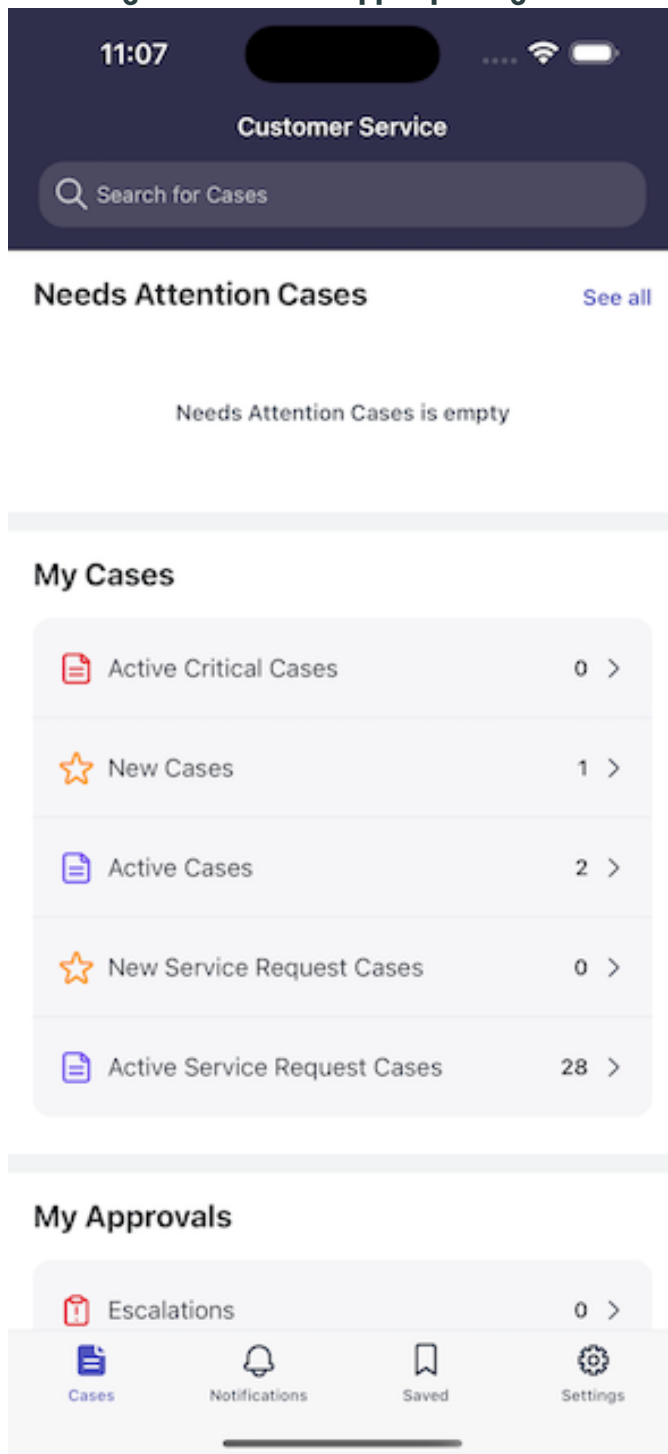 11:07
Customer Service
Search for Cases
Needs Attention Cases See all
Needs Attention Cases is empty
My Cases
Active Critical Cases 0
New Cases 1
Active Cases 2
New Service Request Cases 0
Active Service Request Cases 28
My Approvals
Escalations 0
Cases Notifications Saved Settings